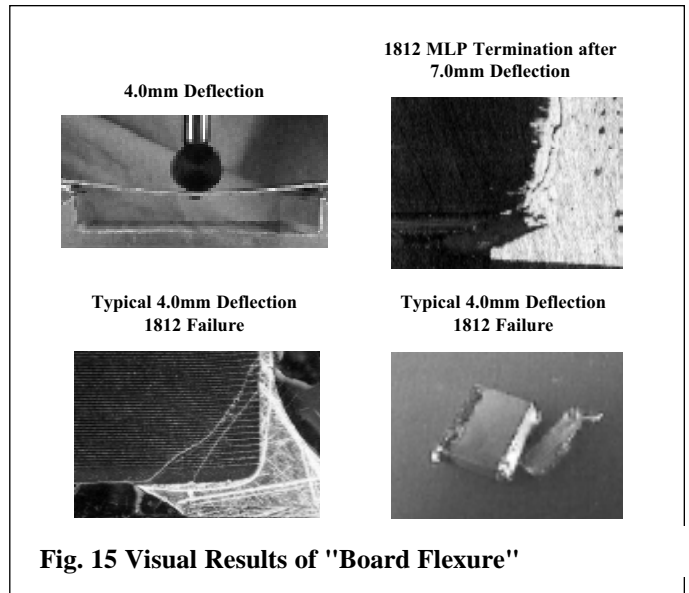 4.0mm Deflection
1812 MLP Termination after
7.0mm Deflection
Typical 4.0mm Deflection
1812 Failure
Typical 4.0mm Deflection
1812 Failure
Fig. 15 Visual Results of "Board Flexure"